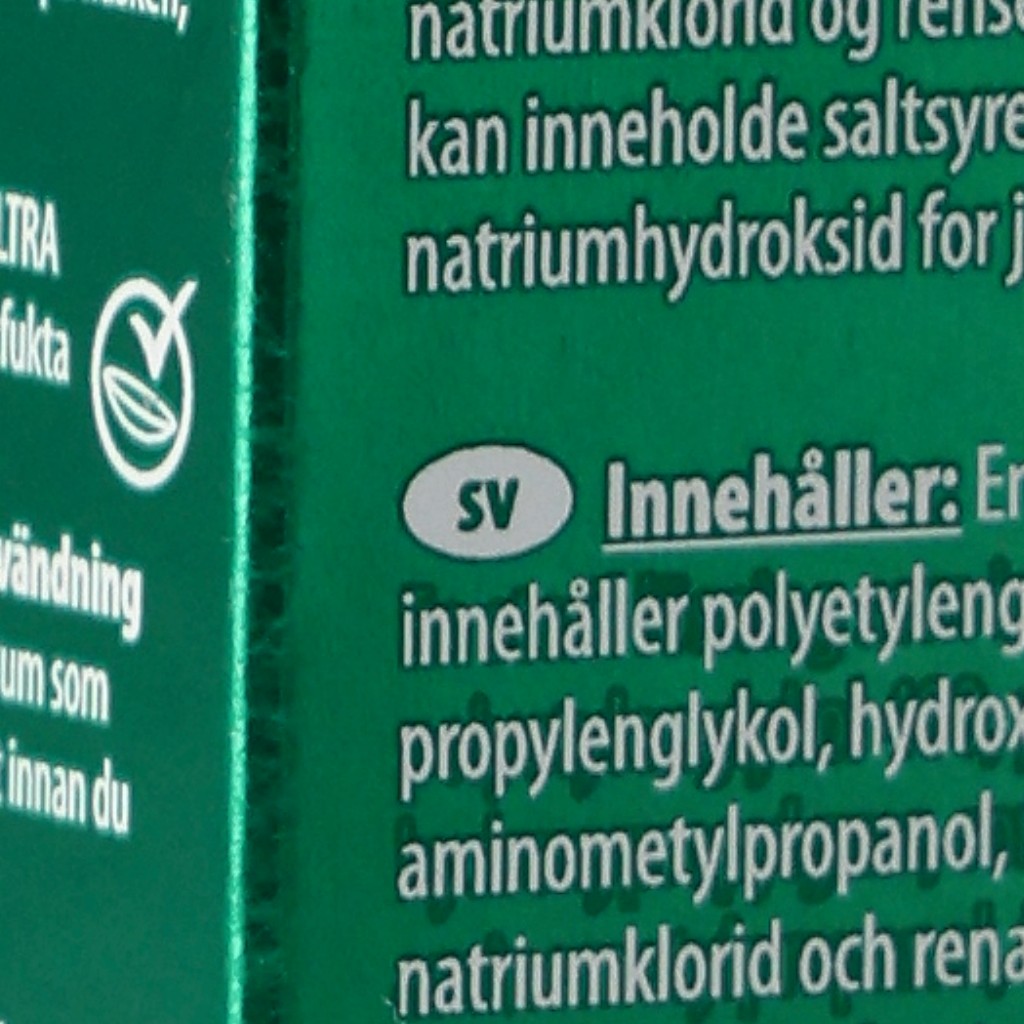 LTRA
fukta
vändning
um som
innan du
natriumklorid og rense
kan inneholde saltsyre
natriumhydroksid for j
SV Innehåller: En
innehåller polyetyleng
propylenglykol, hydrox
aminometylpropanol,
natriumklorid och rena